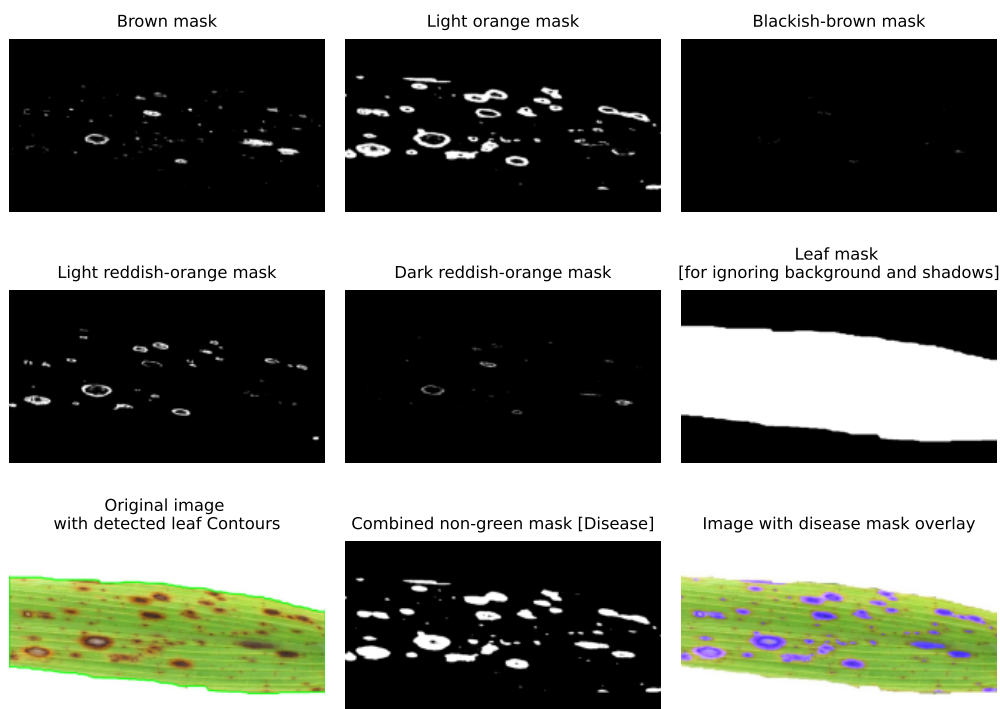 Brown mask
Light orange mask
Blackish-brown mask
Light reddish-orange mask
Dark reddish-orange mask
Leaf mask
[for ignoring background and shadows]
Original image
with detected leaf Contours
Combined non-green mask [Disease]
Image with disease mask overlay